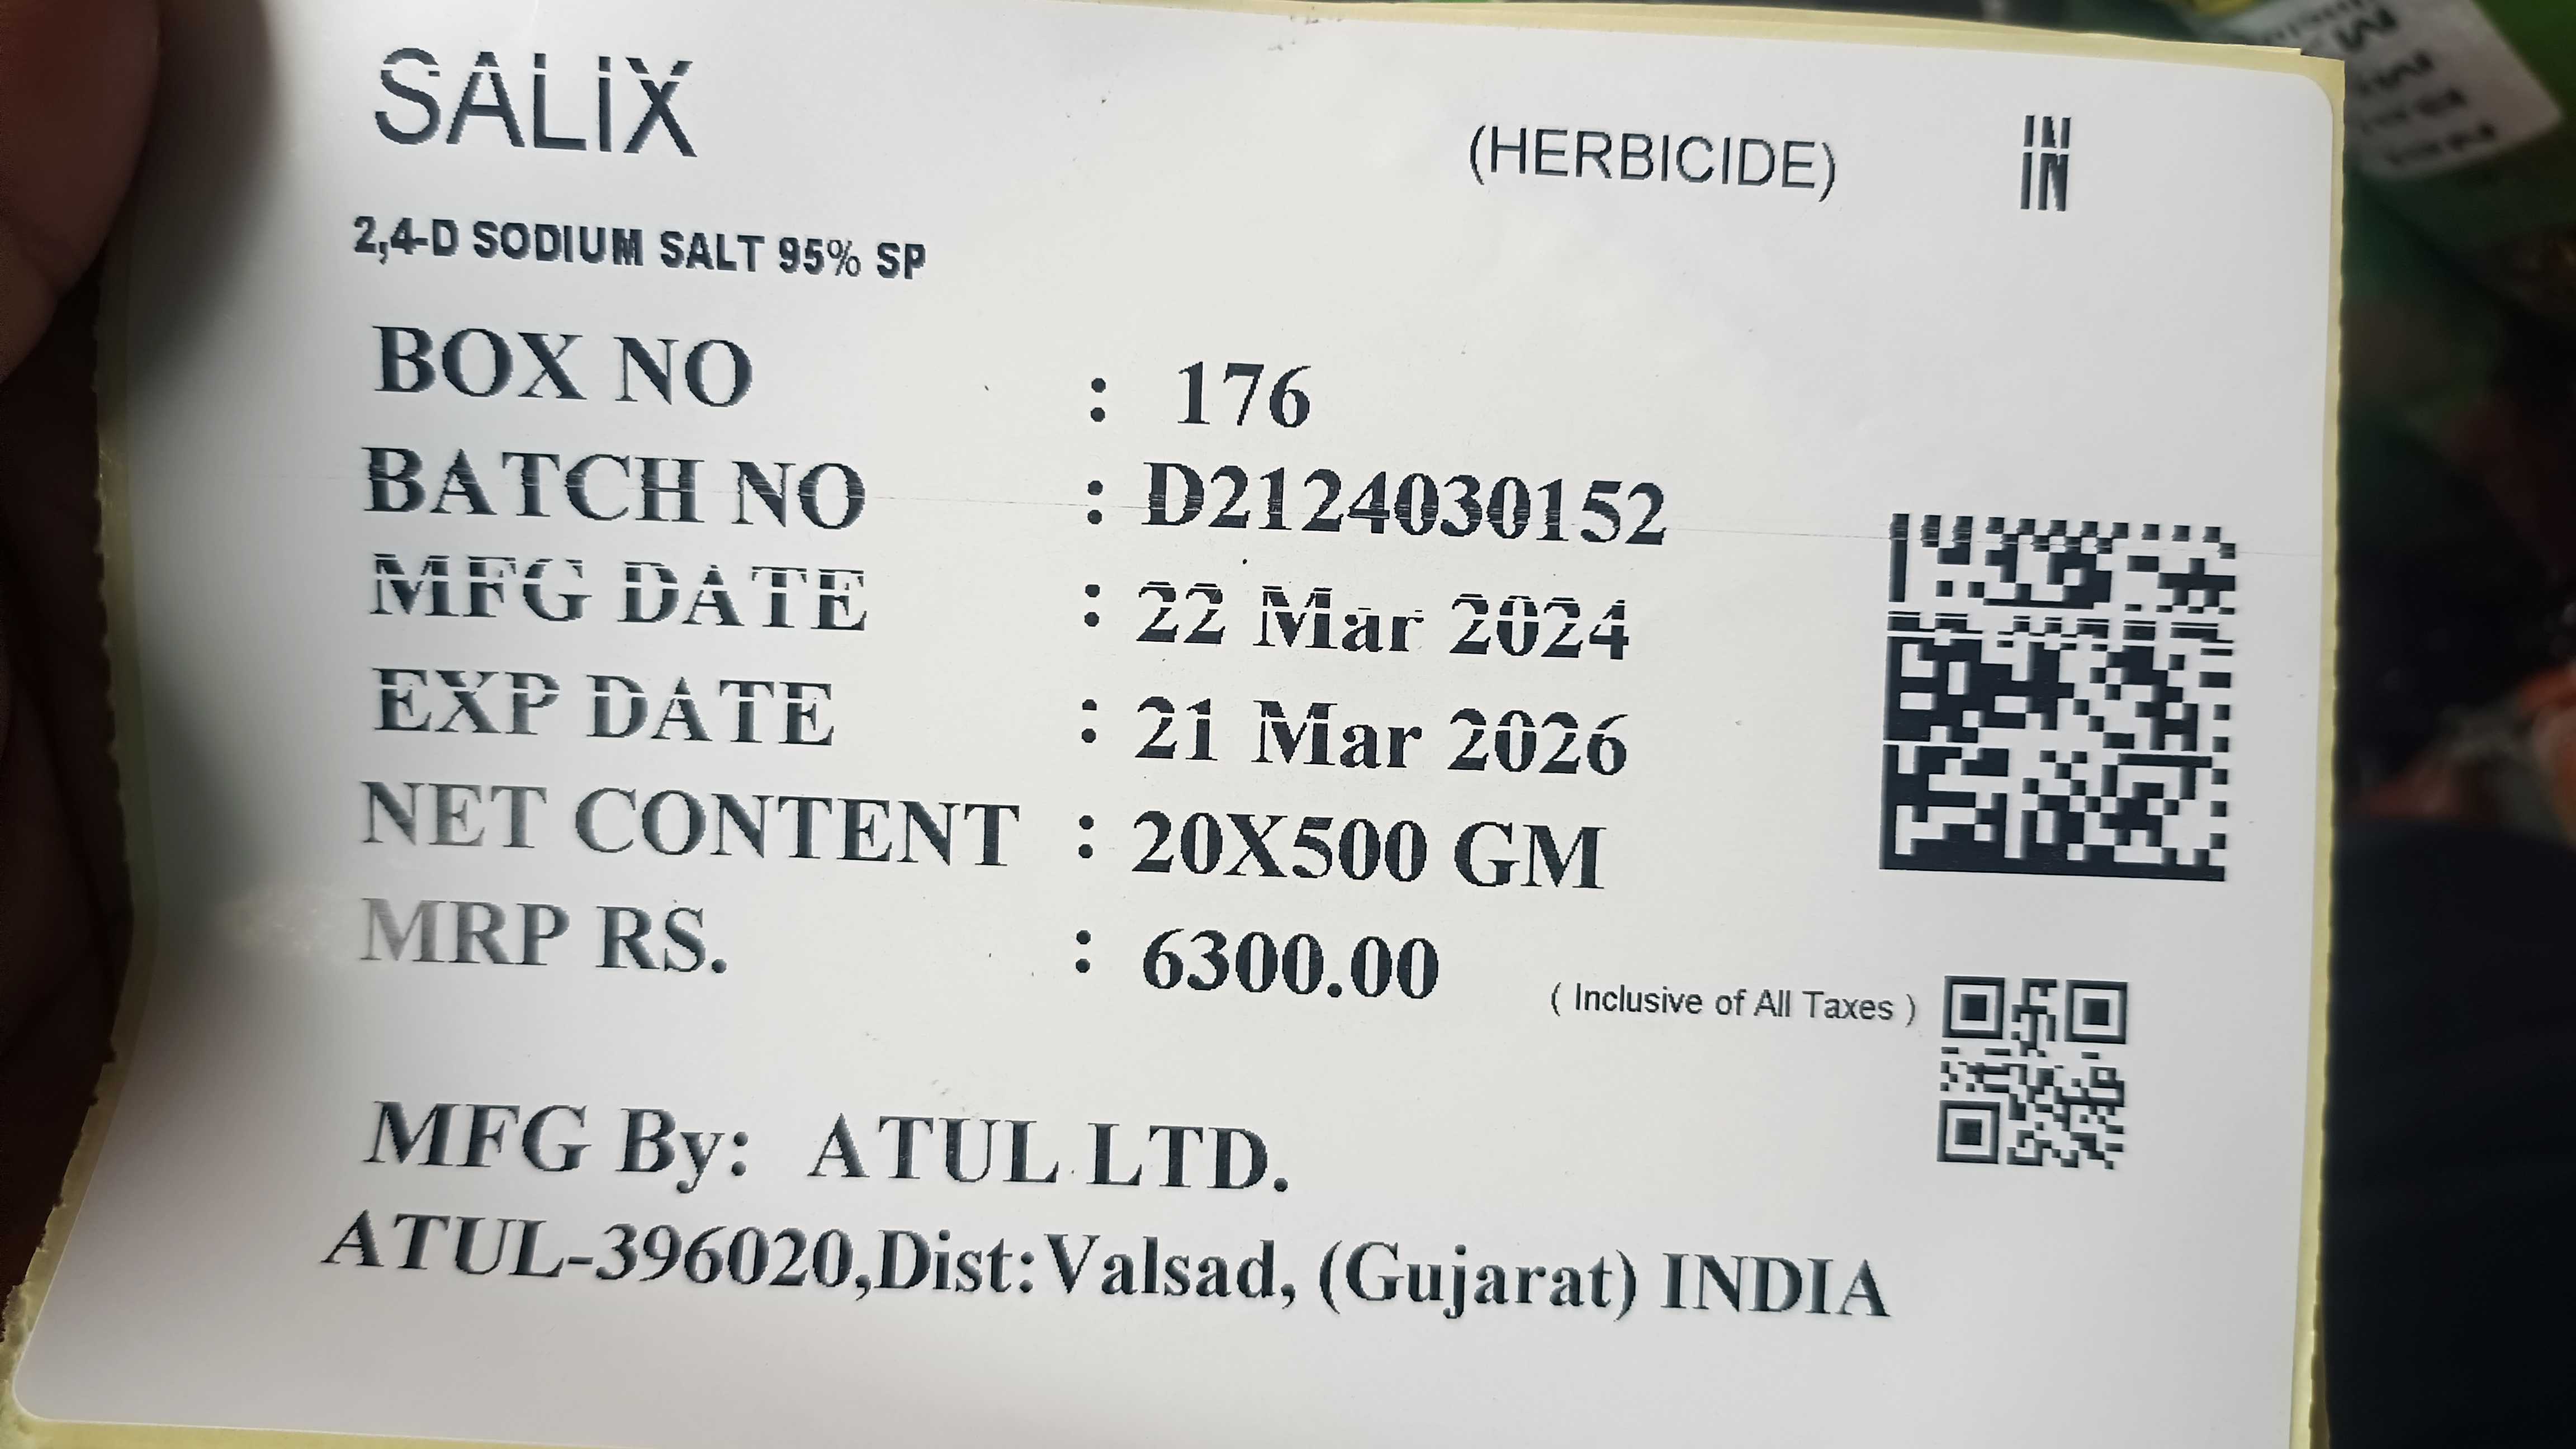 SALiX
(HERBICIDE) IN
2,4-D SODIUM SALT 95% SP
BOX NO : 176
BATCH NO : D2124030152
MFG DATE : 22 Mar 2024
EXP DATE : 21 Mar 2026
NET CONTENT : 20X500 GM
MRP RS. : 6300.00
( Inclusive of All Taxes )
MFG By: ATUL LTD.
ATUL-396020,Dist:Valsad, (Gujarat) INDIA